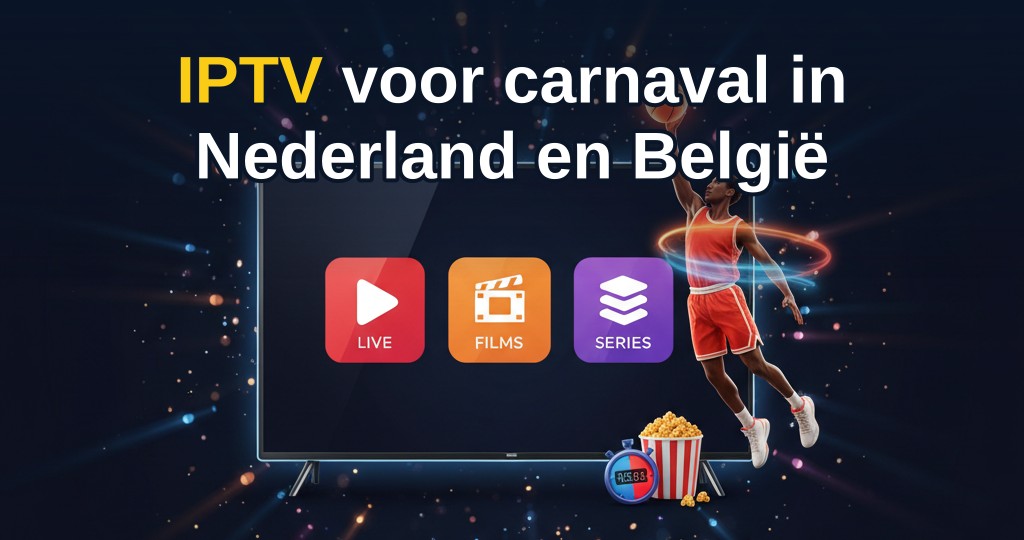 IPTV voor carnaval in
Nederland en België
LIVE
FILMS
SERIES